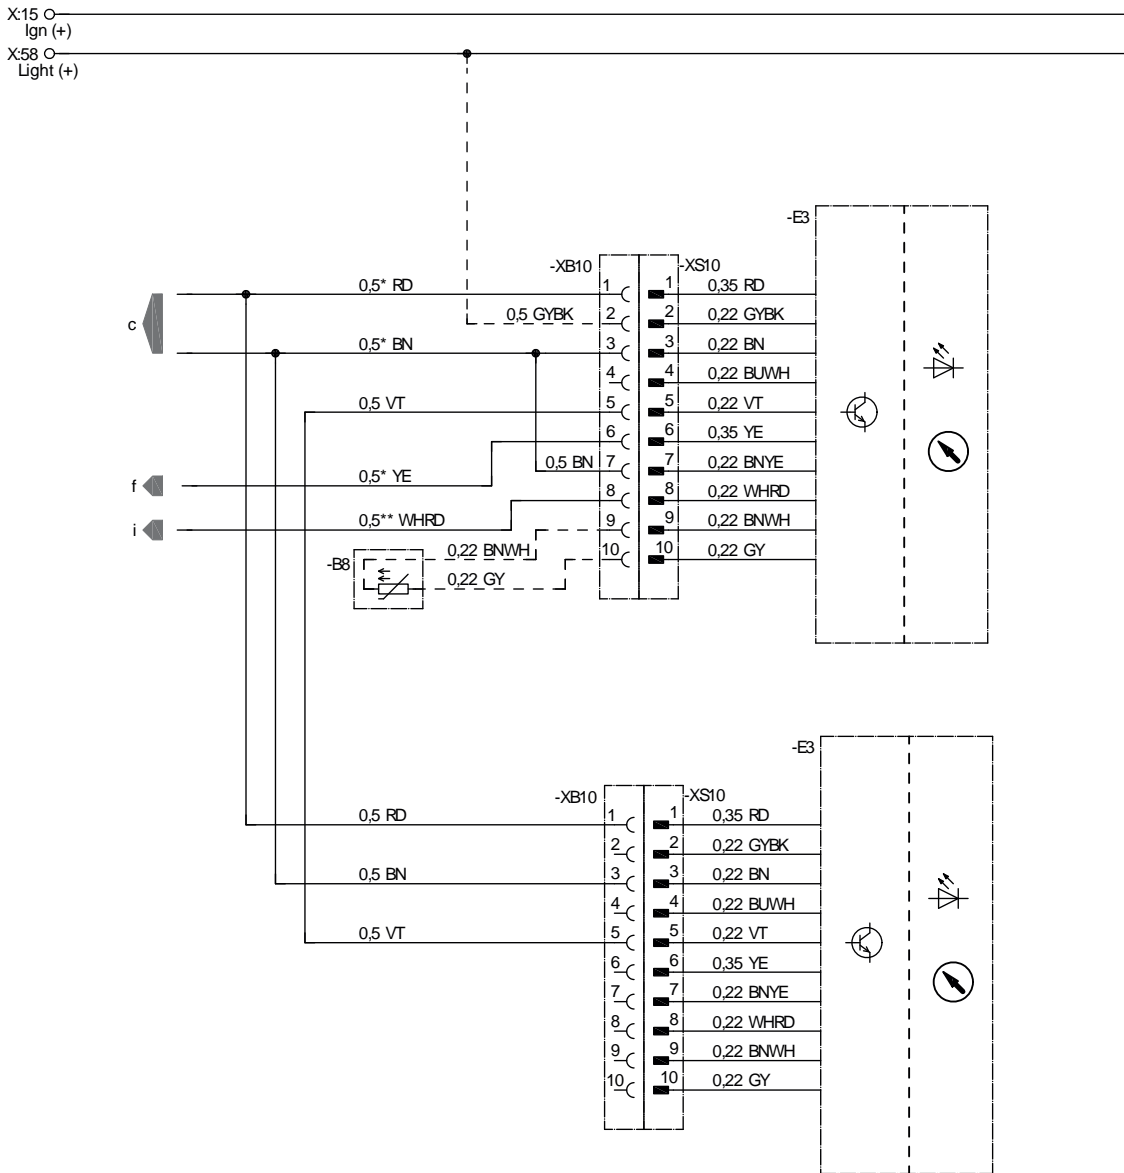 X:15
Ign (+)
X:58
Light (+)
-E3
-XB10 -XS10
0,5* RD 1 1 0,35 RD
0,5 GYBK 2 2 0,22 GYBK
c
0,5* BN 3 3 0,22 BN
4 4 0,22 BUWH
0,5 VT 5 5 0,22 VT
6 6 0,35 YE
0,5 BN 7 7 0,22 BNYE
f 0,5* YE
8 8 0,22 WHRD
i 0,5** WHRD
9 9 0,22 BNWH
0,22 BNWH 10 10 0,22 GY
-B8
0,22 GY
-E3
-XB10 -XS10
0,5 RD 1 1 0,35 RD
2 2 0,22 GYBK
0,5 BN 3 3 0,22 BN
4 4 0,22 BUWH
0,5 VT 5 5 0,22 VT
6 6 0,35 YE
7 7 0,22 BNYE
8 8 0,22 WHRD
9 9 0,22 BNWH
10 10 0,22 GY